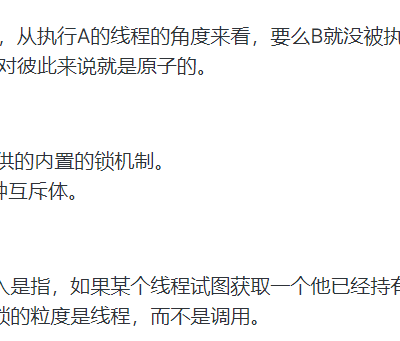 ，从执行A的线程的角度来看，要么B就没被执
对彼此来说就是原子的。
供的内置的锁机制。
种互斥体。
入是指，如果某个线程试图获取一个他已经持有
锁的粒度是线程，而不是调用。